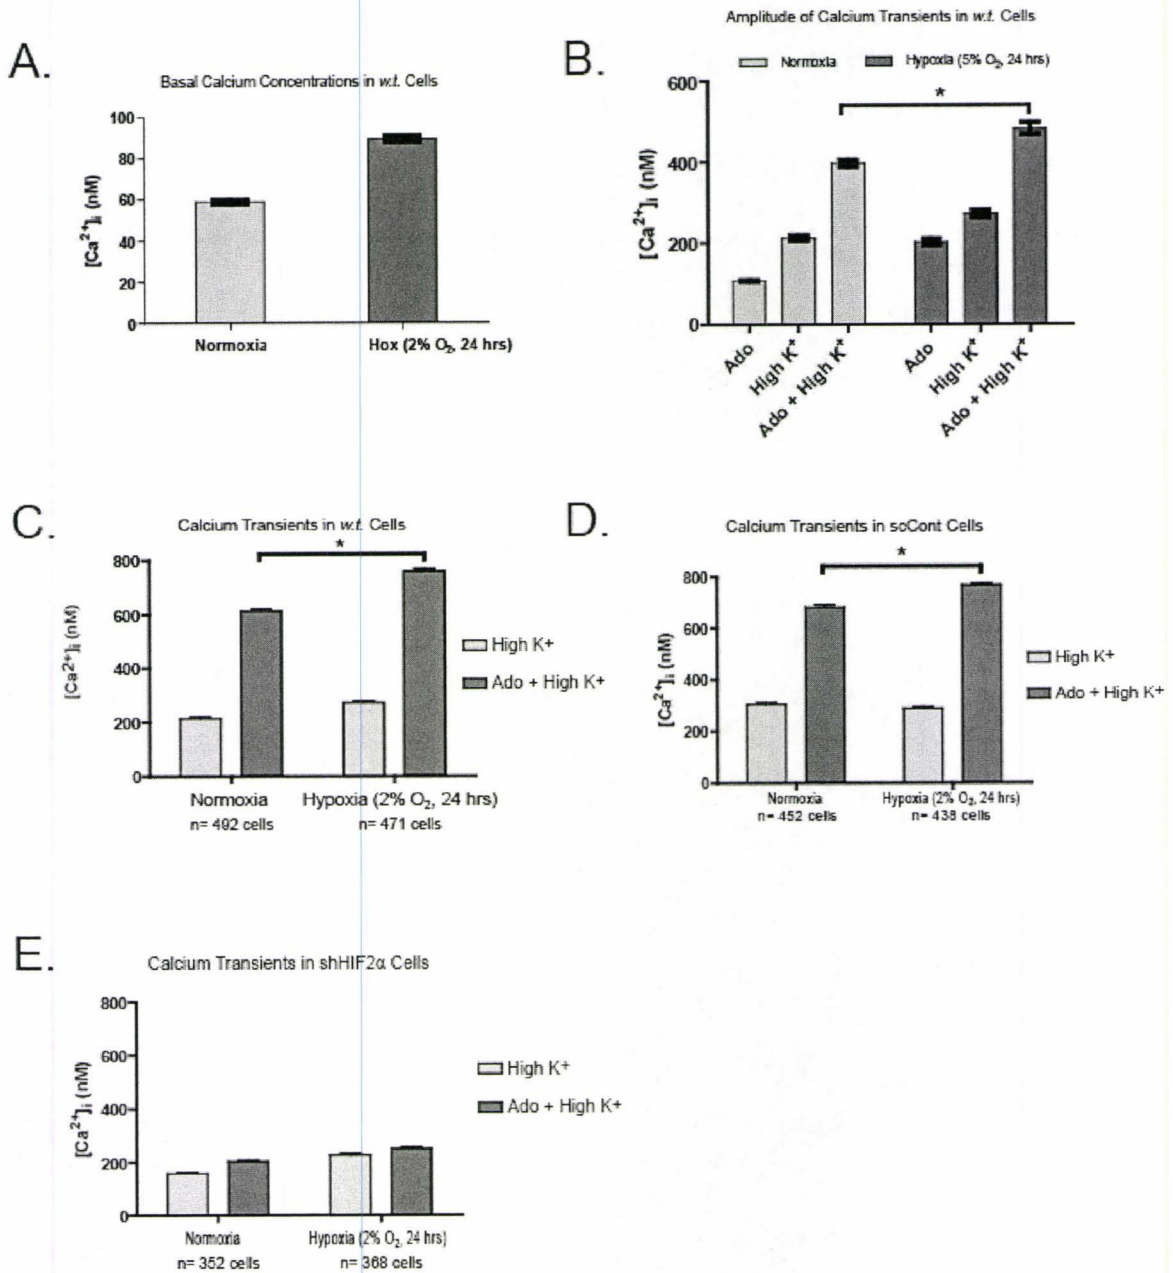 A.
Basal Calcium Concentrations in w.t. Cells
[Ca²⁺]ᵢ (nM)
100
80
60
40
20
0
Normoxia
Hox (2% O₂, 24 hrs)
B.
Amplitude of Calcium Transients in w.t. Cells
Normoxia
Hypoxia (5% O₂, 24 hrs)
[Ca²⁺]ᵢ (nM)
600
400
200
0
*
Ado
High K⁺
Ado + High K⁺
Ado
High K⁺
Ado + High K⁺
C.
Calcium Transients in w.t. Cells
*
[Ca²⁺]ᵢ (nM)
800
600
400
200
0
High K+
Ado + High K+
Normoxia
Hypoxia (2% O₂, 24 hrs)
n= 492 cells
n= 471 cells
D.
Calcium Transients in scCont Cells
*
[Ca²⁺]ᵢ (nM)
800
600
400
200
0
High K+
Ado + High K+
Normoxia
Hypoxia (2% O₂, 24 hrs)
n= 452 cells
n= 438 cells
E.
Calcium Transients in shHIF2α Cells
[Ca²⁺]ᵢ (nM)
800
600
400
200
0
High K+
Ado + High K+
Normoxia
Hypoxia (2% O₂, 24 hrs)
n= 352 cells
n= 368 cells